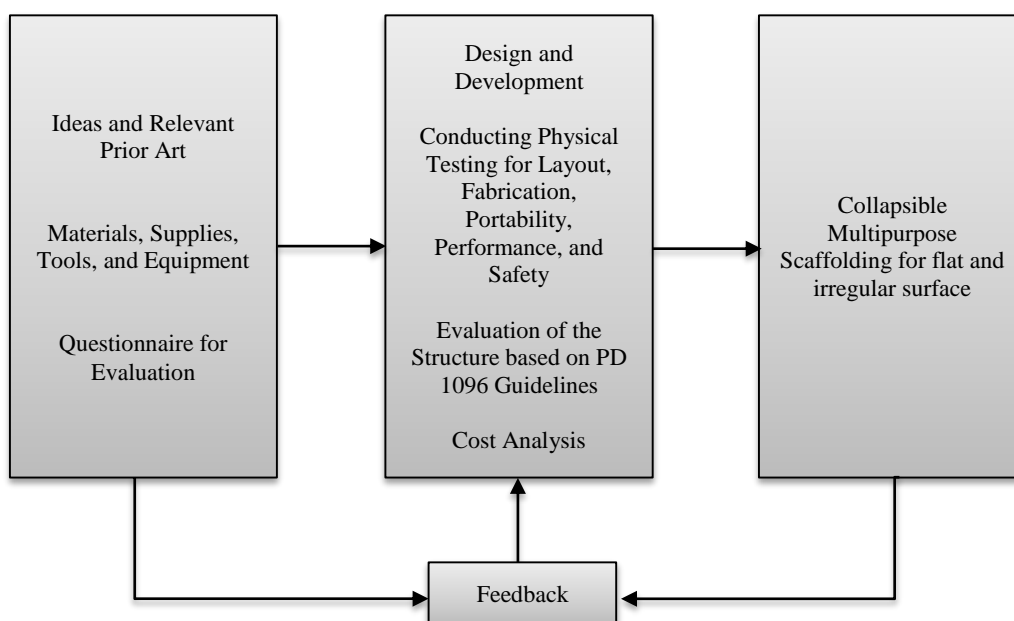 Ideas and Relevant
Prior Art
Materials, Supplies,
Tools, and Equipment
Questionnaire for
Evaluation
Design and
Development
Conducting Physical
Testing for Layout,
Fabrication,
Portability,
Performance, and
Safety
Evaluation of the
Structure based on PD
1096 Guidelines
Cost Analysis
Collapsible
Multipurpose
Scaffolding for flat and
irregular surface
Feedback